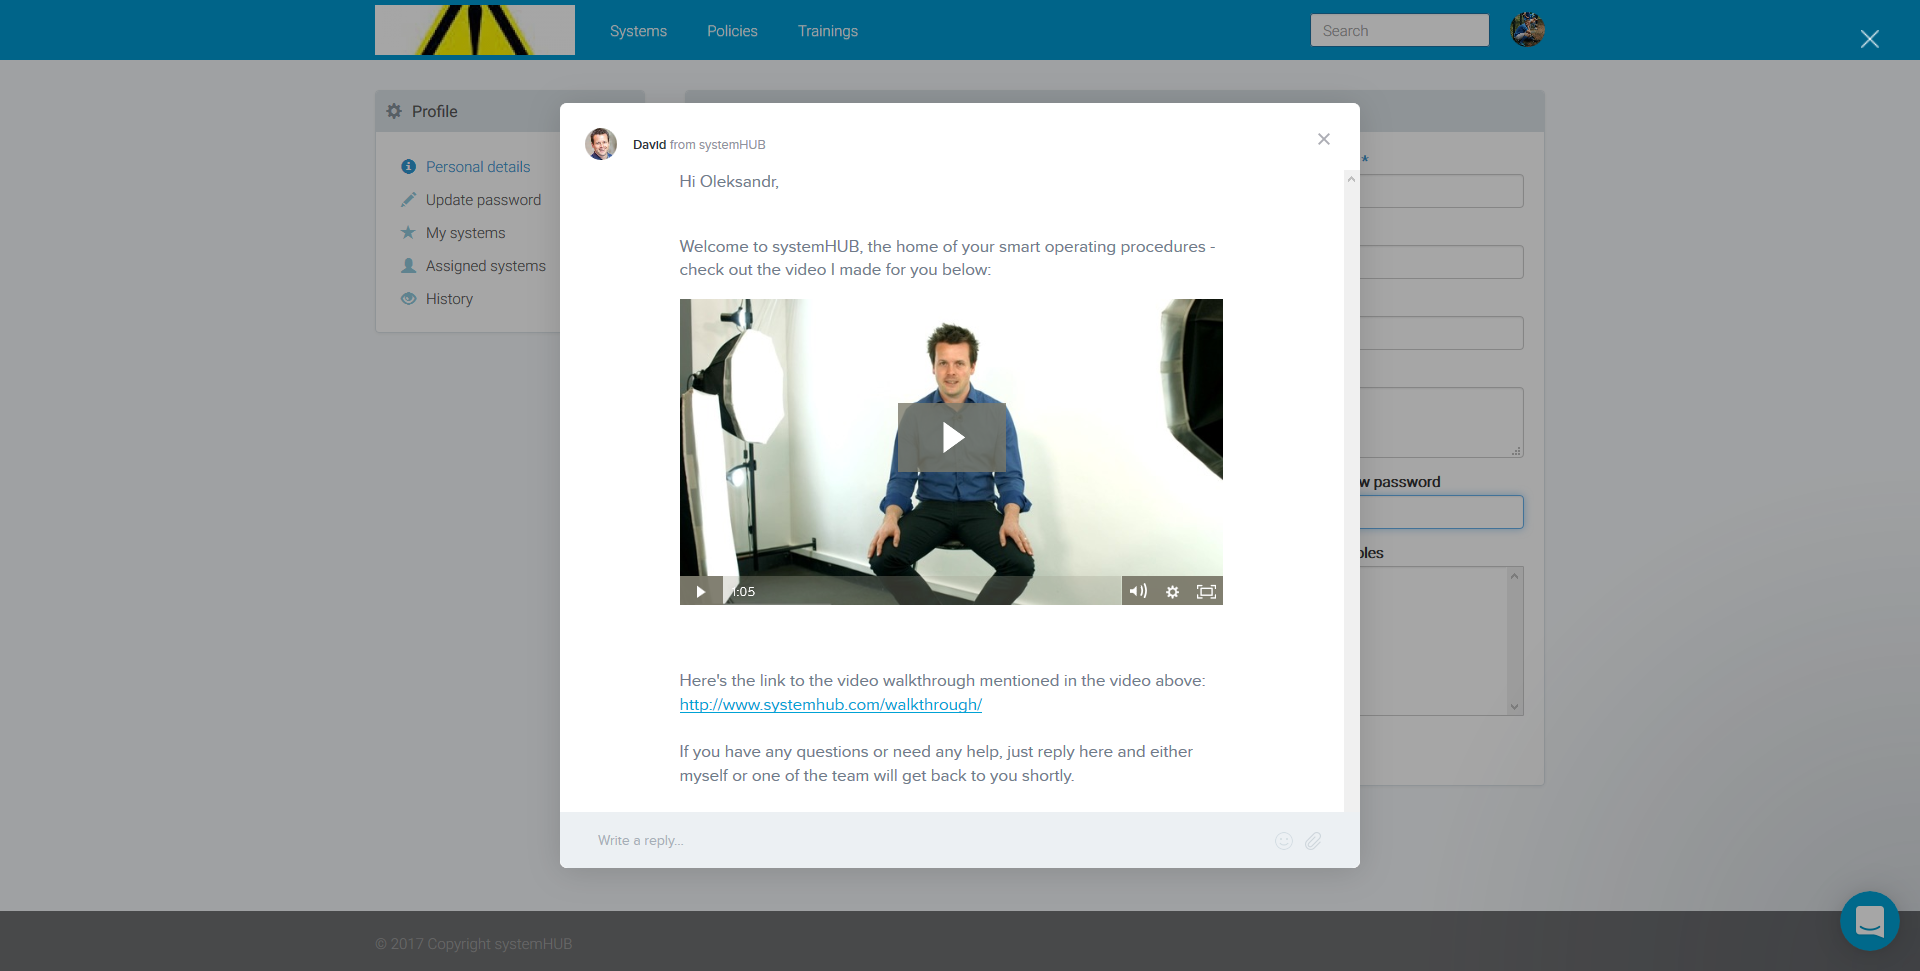 Systems
Policies
Trainings
Search
Profile
Personal details
Update password
My systems
Assigned systems
History
David from systemHUB
Hi Oleksandr,
Welcome to systemHUB, the home of your smart operating procedures -
check out the video I made for you below:
1:05
Here's the link to the video walkthrough mentioned in the video above:
http://www.systemhub.com/walkthrough/
If you have any questions or need any help, just reply here and either
myself or one of the team will get back to you shortly.
Write a reply...
*
password
© 2017 Copyright systemHUB